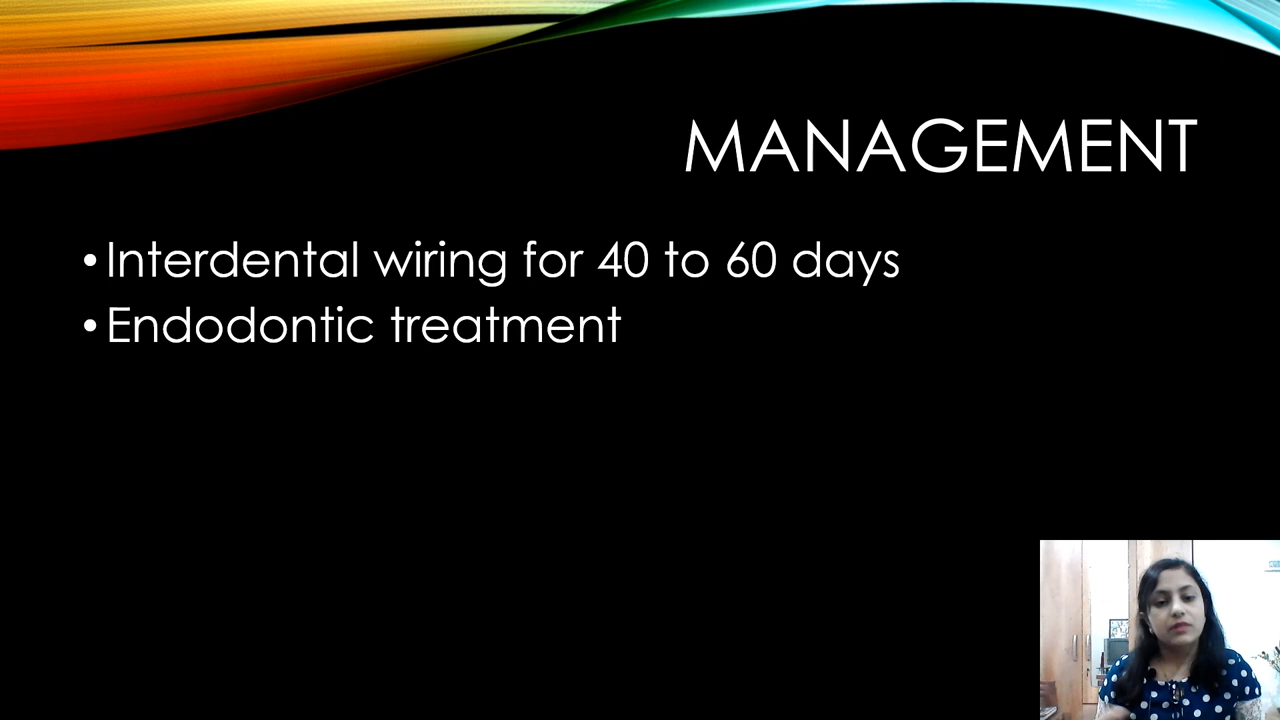 MANAGEMENT
• Interdental wiring for 40 to 60 days
• Endodontic treatment